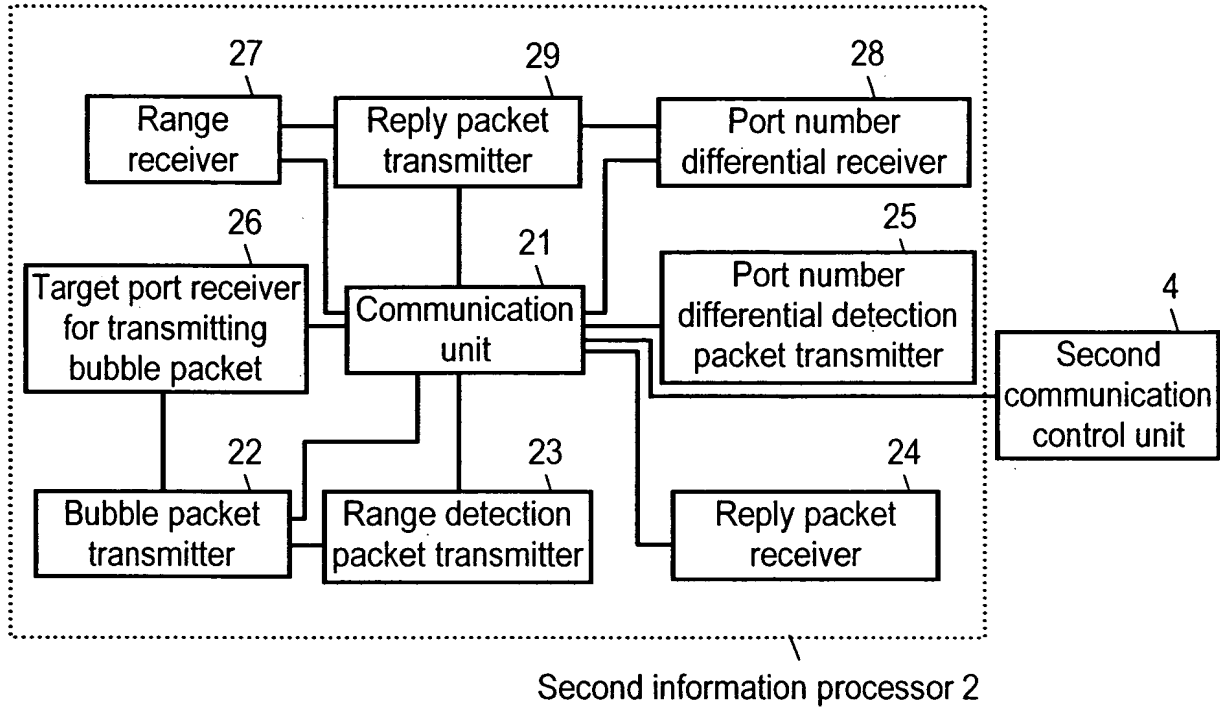 27
29
28
Range
receiver
Reply packet
transmitter
Port number
differential receiver
26
21
25
Target port receiver
for transmitting
bubble packet
Communication
unit
Port number
differential detection
packet transmitter
4
Second
communication
control unit
22
23
24
Bubble packet
transmitter
Range detection
packet transmitter
Reply packet
receiver
Second information processor 2